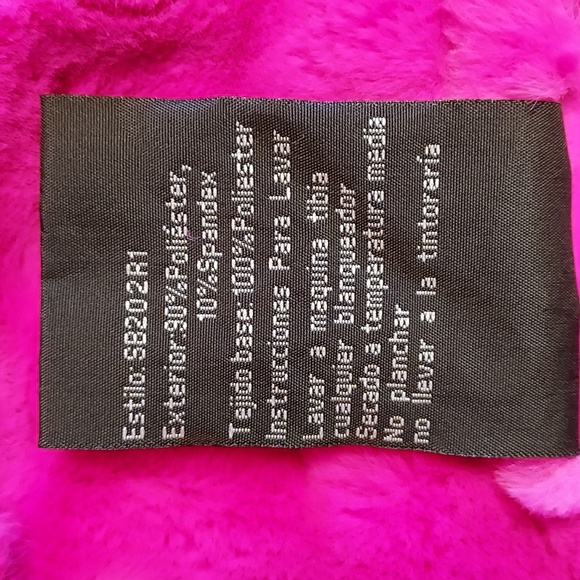 Estilo:SB202R1
Exterior:90%Poliéster,
10%Spandex
Tejido base:100%Poliester
Instrucciones Para Lavar
Lavar a maquina tibia
cualquier blanqueador
Secado a temperatura media
No planchar
no llevar a la tintorería